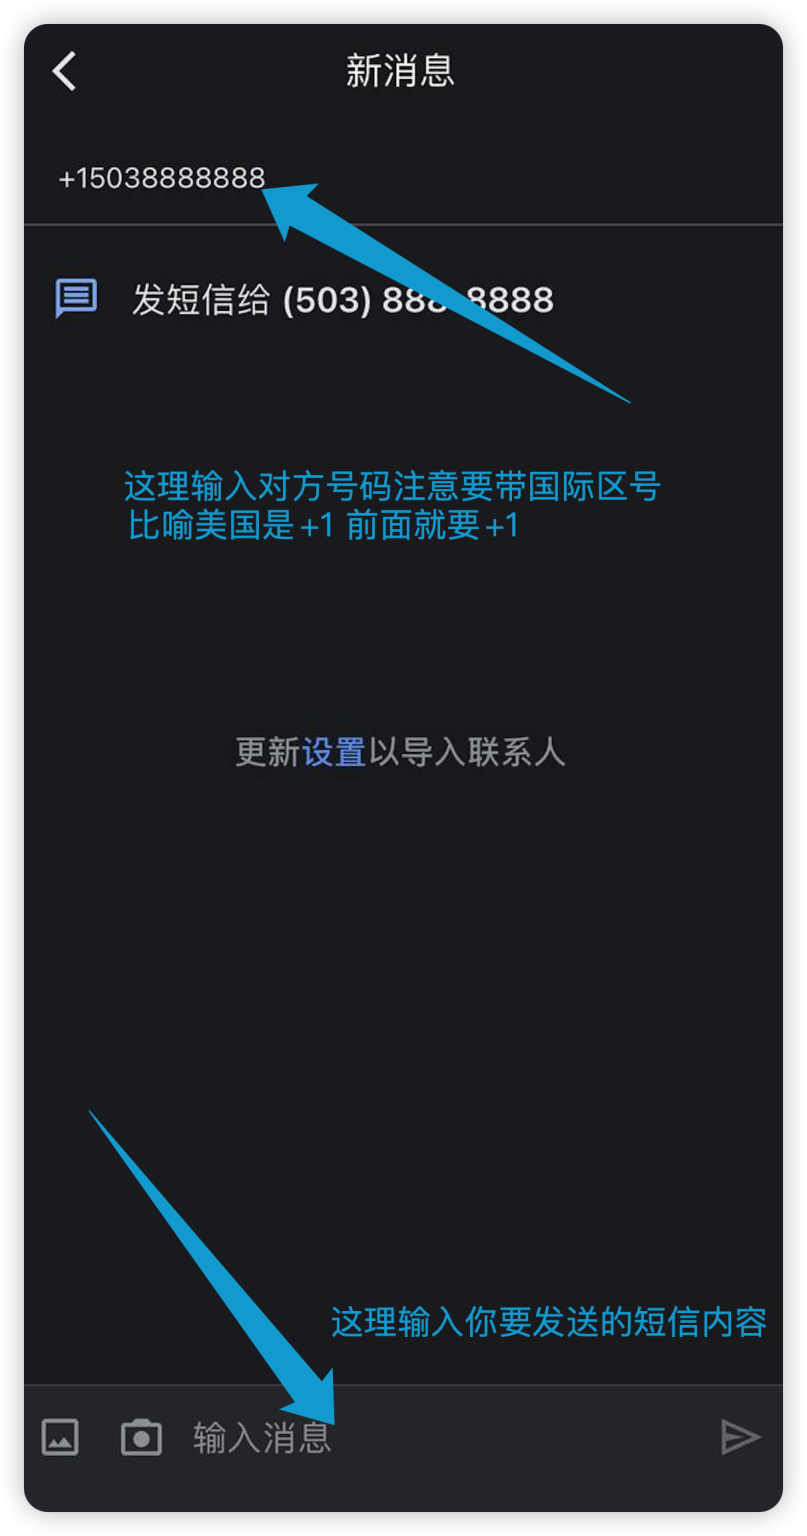 新消息
+15038888888
发短信给 (503) 888-8888
这理输入对方号码注意要带国际区号
比喻美国是+1 前面就要+1
更新设置以导入联系人
这理输入你要发送的短信内容
输入消息